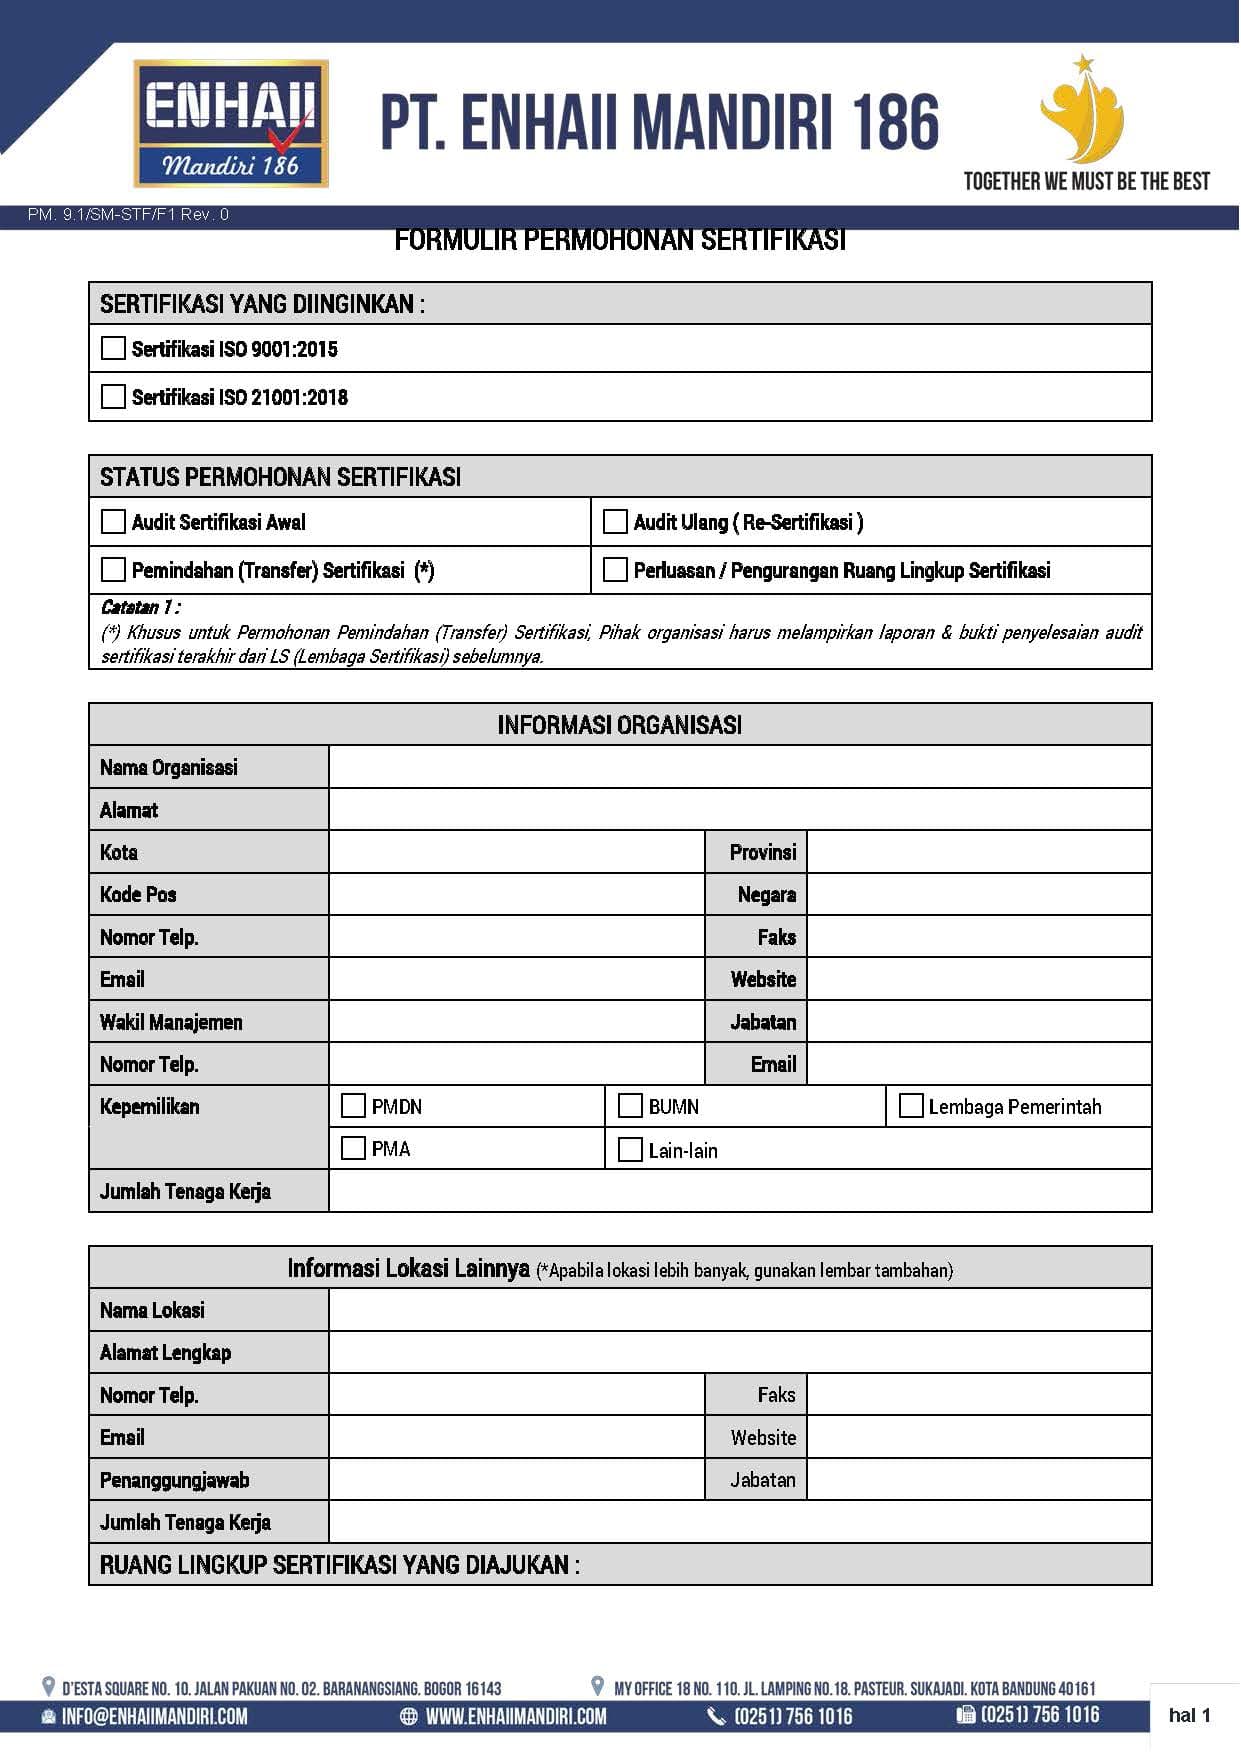 ENHAII
Mandiri 186
PT. ENHAII MANDIRI 186
TOGETHER WE MUST BE THE BEST
PM. 9.1/SM-STF/F1 Rev. 0
FORMULIR PERMOHONAN SERTIFIKASI
SERTIFIKASI YANG DIINGINKAN :
Sertifikasi ISO 9001:2015
Sertifikasi ISO 21001:2018
STATUS PERMOHONAN SERTIFIKASI
Audit Sertifikasi Awal
Audit Ulang ( Re-Sertifikasi )
Pemindahan (Transfer) Sertifikasi (*)
Perluasan / Pengurangan Ruang Lingkup Sertifikasi
Catatan 1 :
(*) Khusus untuk Permohonan Pemindahan (Transfer) Sertifikasi, Pihak organisasi harus melampirkan laporan & bukti penyelesaian audit
sertifikasi terakhir dari LS (Lembaga Sertifikasi) sebelumnya.
INFORMASI ORGANISASI
Nama Organisasi
Alamat
Kota
Provinsi
Kode Pos
Negara
Nomor Telp.
Faks
Email
Website
Wakil Manajemen
Jabatan
Nomor Telp.
Email
Kepemilikan
PMDN
BUMN
Lembaga Pemerintah
PMA
Lain-lain
Jumlah Tenaga Kerja
Informasi Lokasi Lainnya (*Apabila lokasi lebih banyak, gunakan lembar tambahan)
Nama Lokasi
Alamat Lengkap
Nomor Telp.
Faks
Email
Website
Penanggungjawab
Jabatan
Jumlah Tenaga Kerja
RUANG LINGKUP SERTIFIKASI YANG DIAJUKAN :
D'ESTA SQUARE NO. 10. JALAN PAKUAN NO. 02. BARANANGSIANG. BOGOR 16143
MY OFFICE 18 NO. 110. JL. LAMPING NO.18. PASTEUR. SUKAJADI. KOTA BANDUNG 40161
INFO@ENHAIIMANDIRI.COM
WWW.ENHAIIMANDIRI.COM
(0251) 756 1016
(0251) 756 1016
hal 1